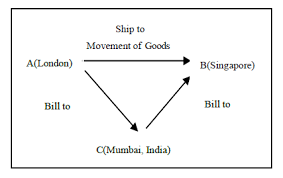 Ship to
Movement of Goods
A(London)
B(Singapore)
Bill to
Bill to
C(Mumbai, India)